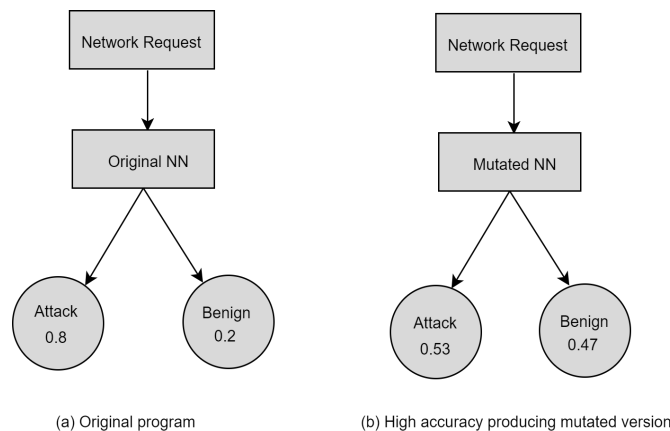 Network Request
Original NN
Attack
0.8
Benign
0.2
(a) Original program
Network Request
Mutated NN
Attack
0.53
Benign
0.47
(b) High accuracy producing mutated version